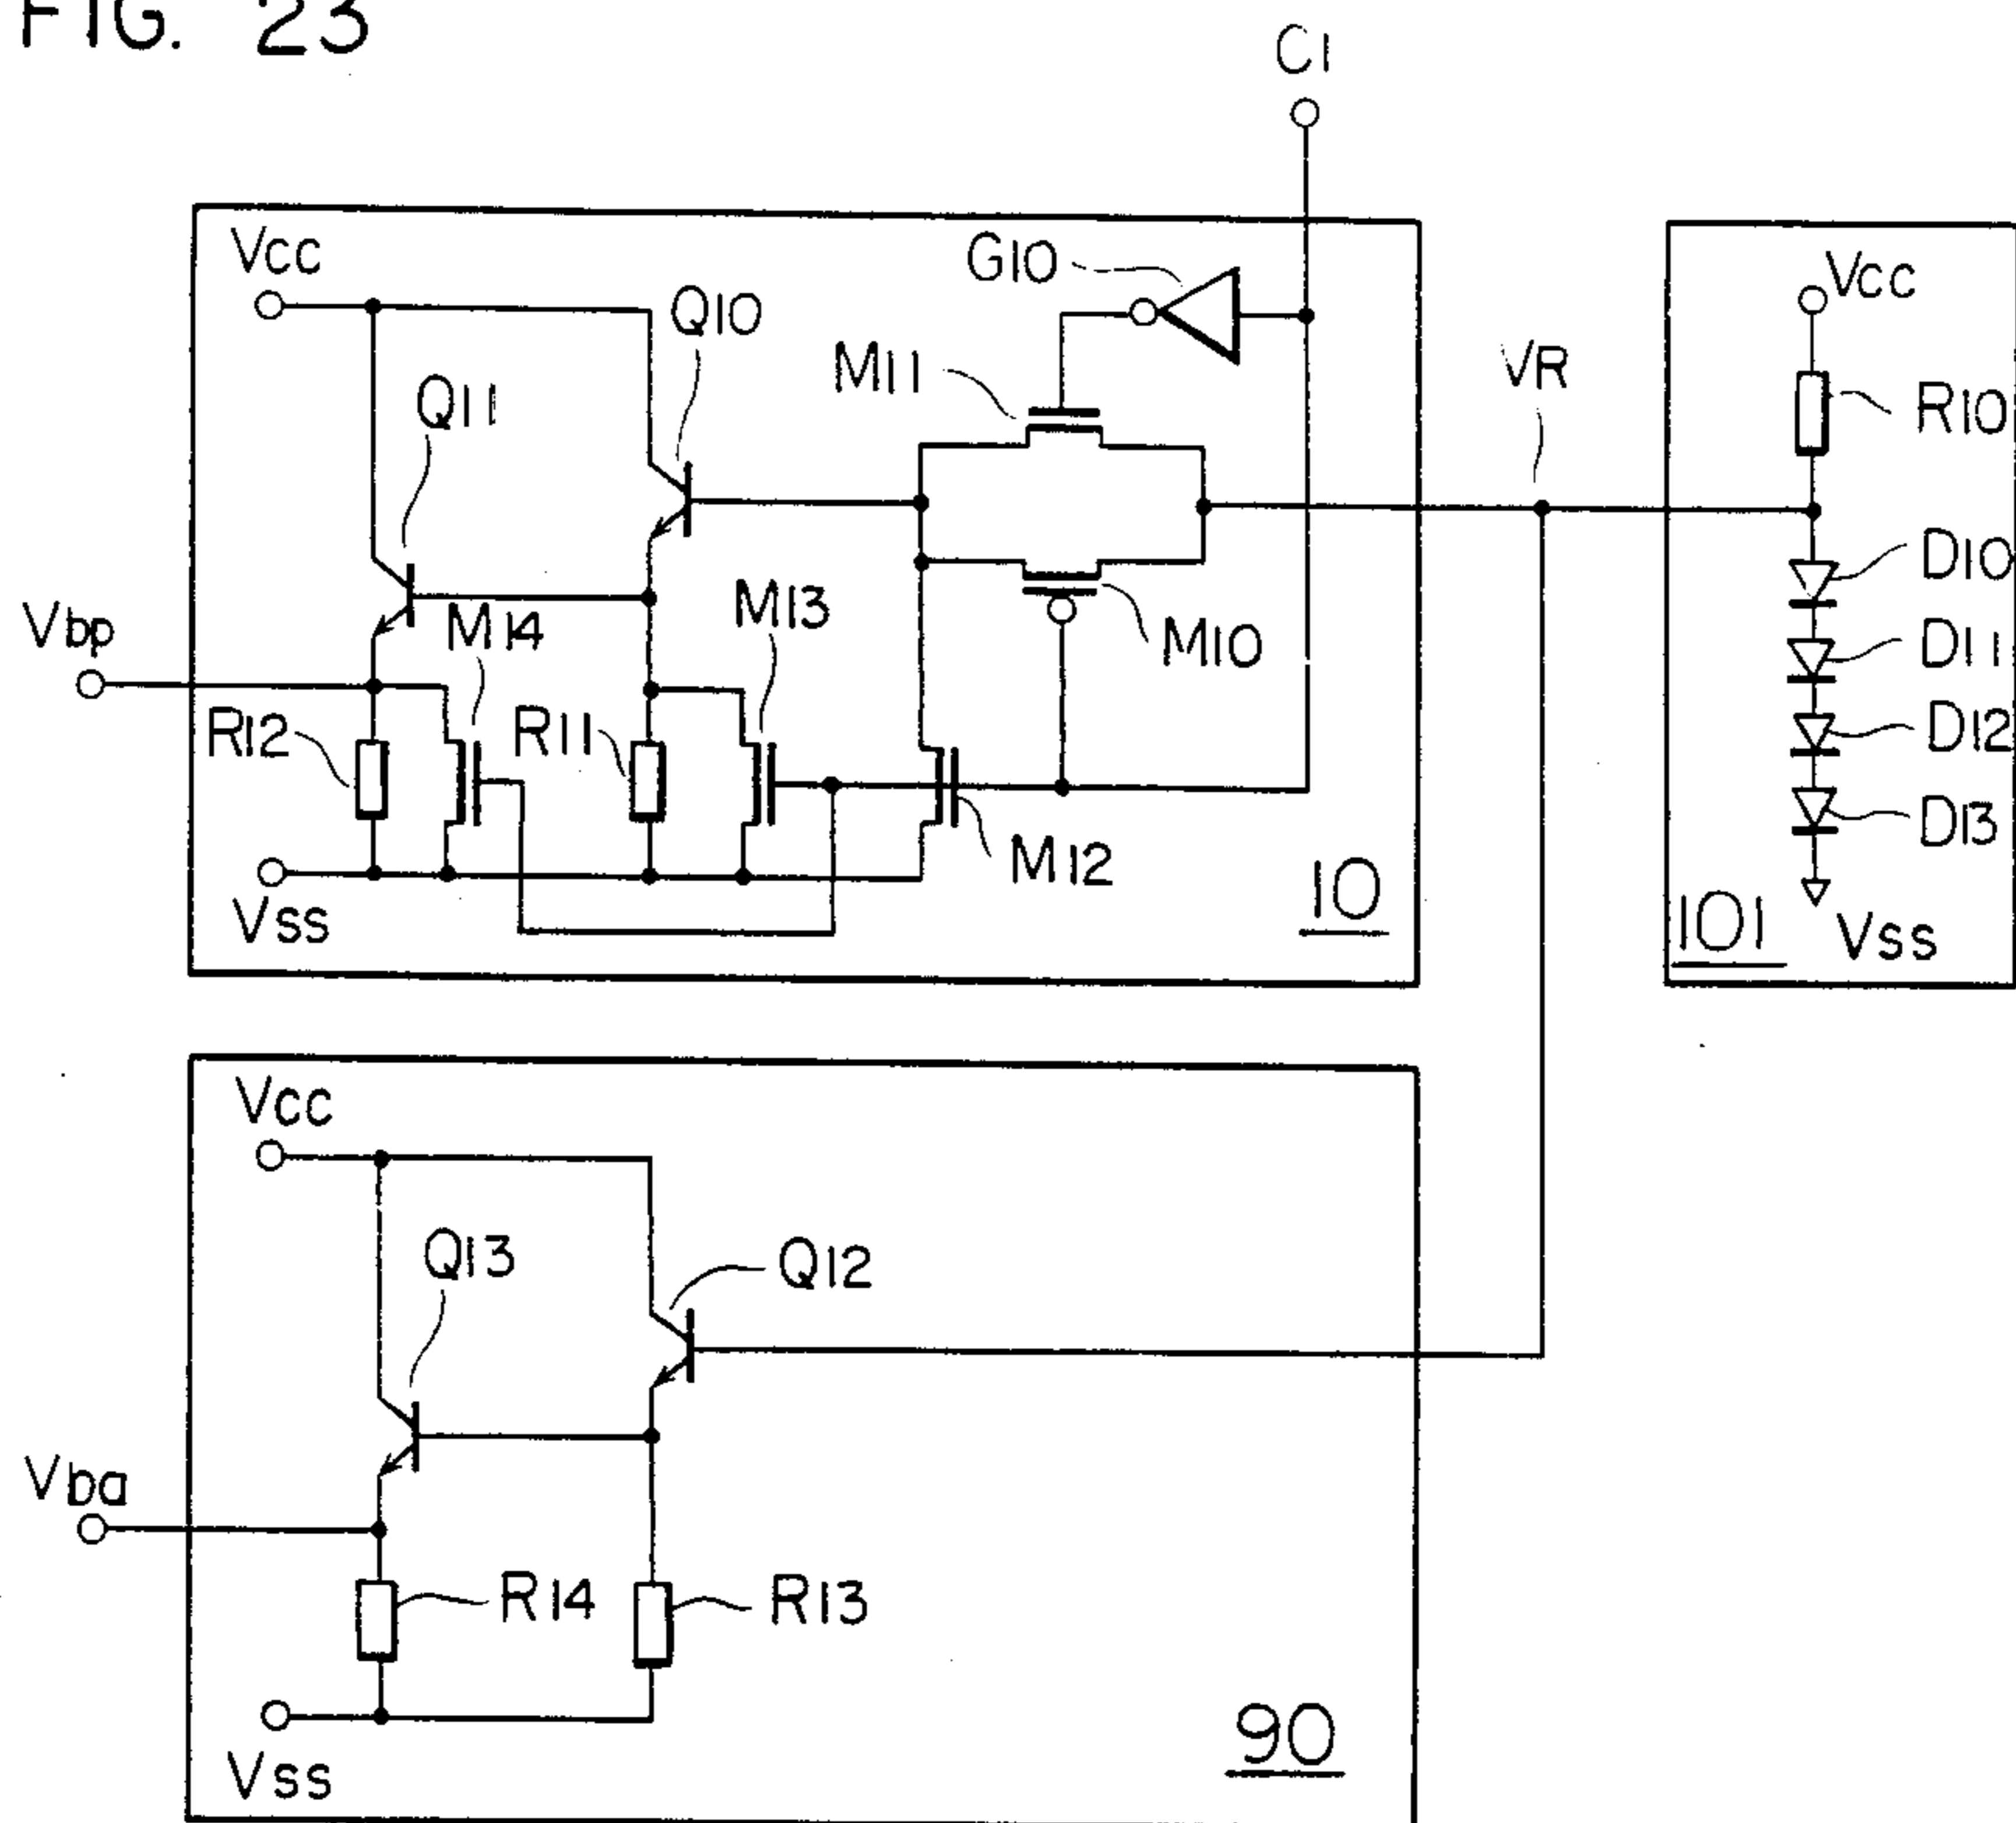 FIG. 23
C1
Vcc
G10
Q10
Vcc
M11
VR
Q11
R10
D10
M13
Vbp
M14
M10
D11
R12
R11
D12
D13
M12
10
Vss
101
Vss
Vcc
Q13
Q12
Vba
R14
R13
90
Vss